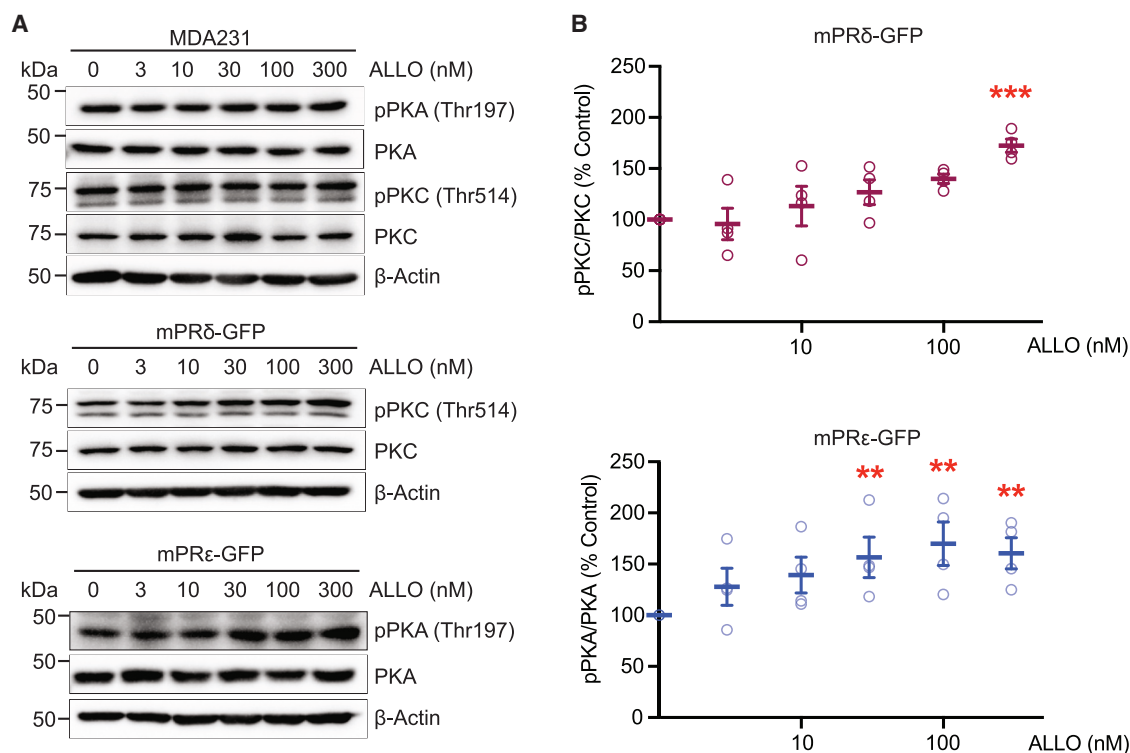 A
MDA231
kDa 0 3 10 30 100 300 ALLO (nM)
50 pPKA (Thr197)
50 PKA
75 pPKC (Thr514)
75 PKC
50 β-Actin
mPRδ-GFP
kDa 0 3 10 30 100 300 ALLO (nM)
75 pPKC (Thr514)
75 PKC
50 β-Actin
mPRε-GFP
kDa 0 3 10 30 100 300 ALLO (nM)
50 pPKA (Thr197)
50 PKA
50 β-Actin
B
mPRδ-GFP
pPKC/PKC (% Control)
250
200
150
100
50
0
***
10 100 ALLO (nM)
mPRε-GFP
pPKA/PKA (% Control)
250
200
150
100
50
0
** ** **
10 100 ALLO (nM)